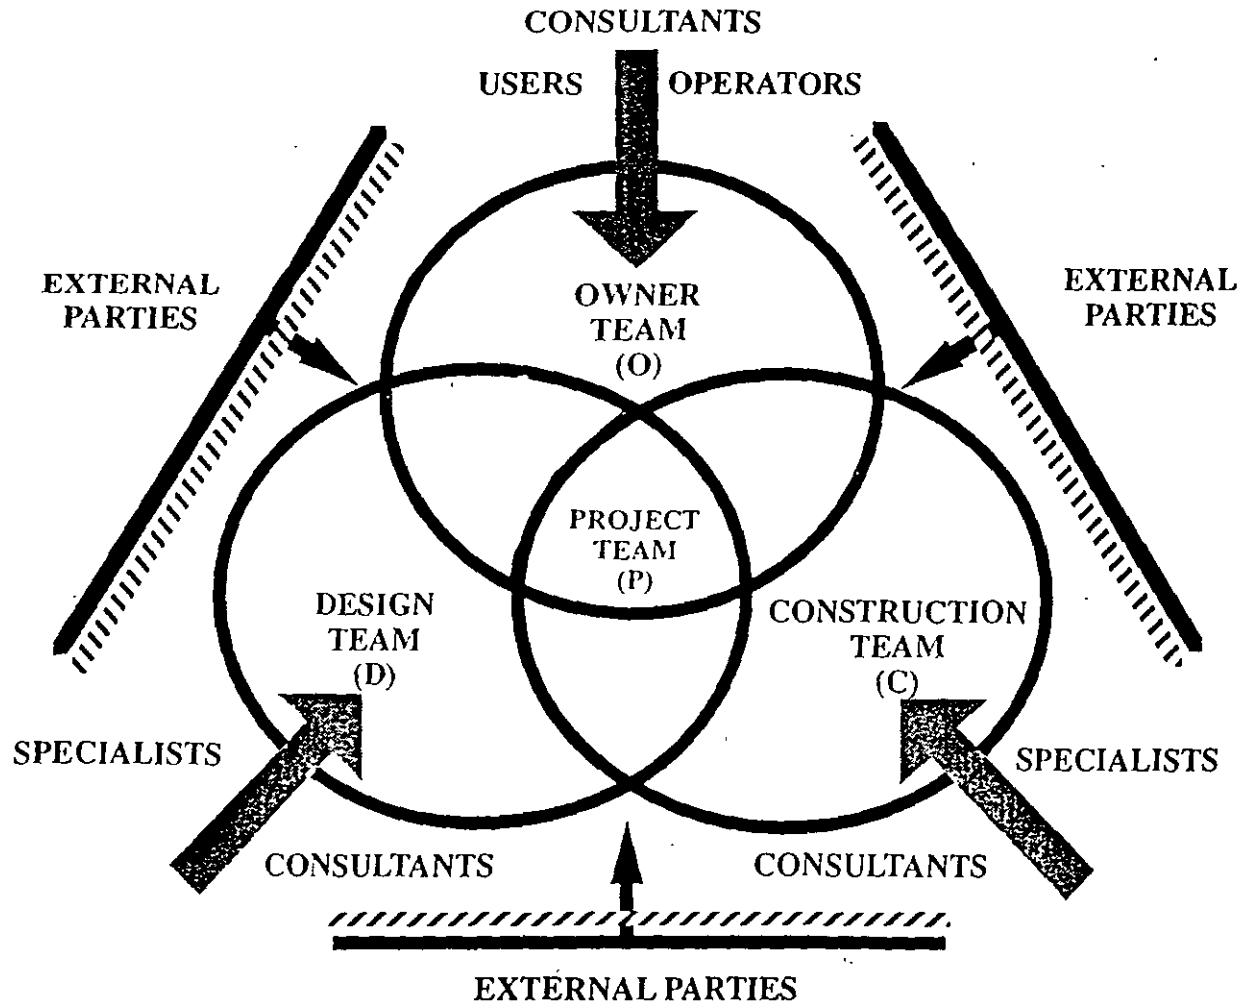 CONSULTANTS
USERS OPERATORS
EXTERNAL
PARTIES
OWNER
TEAM
(O)
EXTERNAL
PARTIES
PROJECT
TEAM
(P)
DESIGN
TEAM
(D)
CONSTRUCTION
TEAM
(C)
SPECIALISTS
SPECIALISTS
CONSULTANTS
CONSULTANTS
EXTERNAL PARTIES